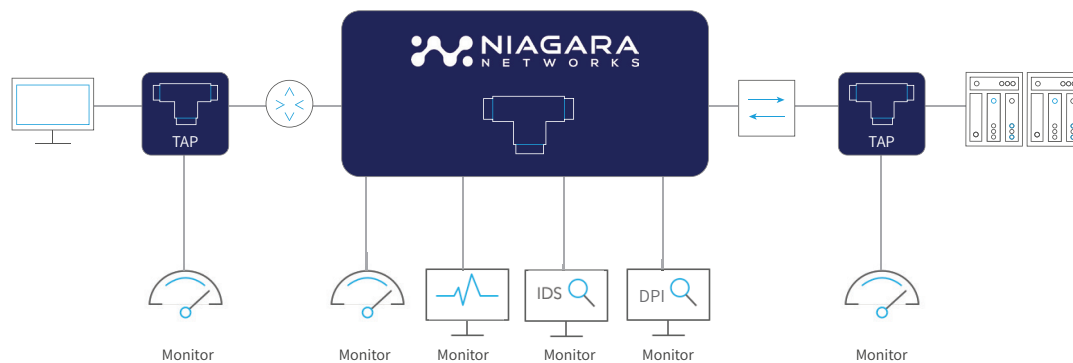 NIAGARA
NETWORKS
TAP
TAP
IDS
DPI
Monitor
Monitor
Monitor
Monitor
Monitor
Monitor